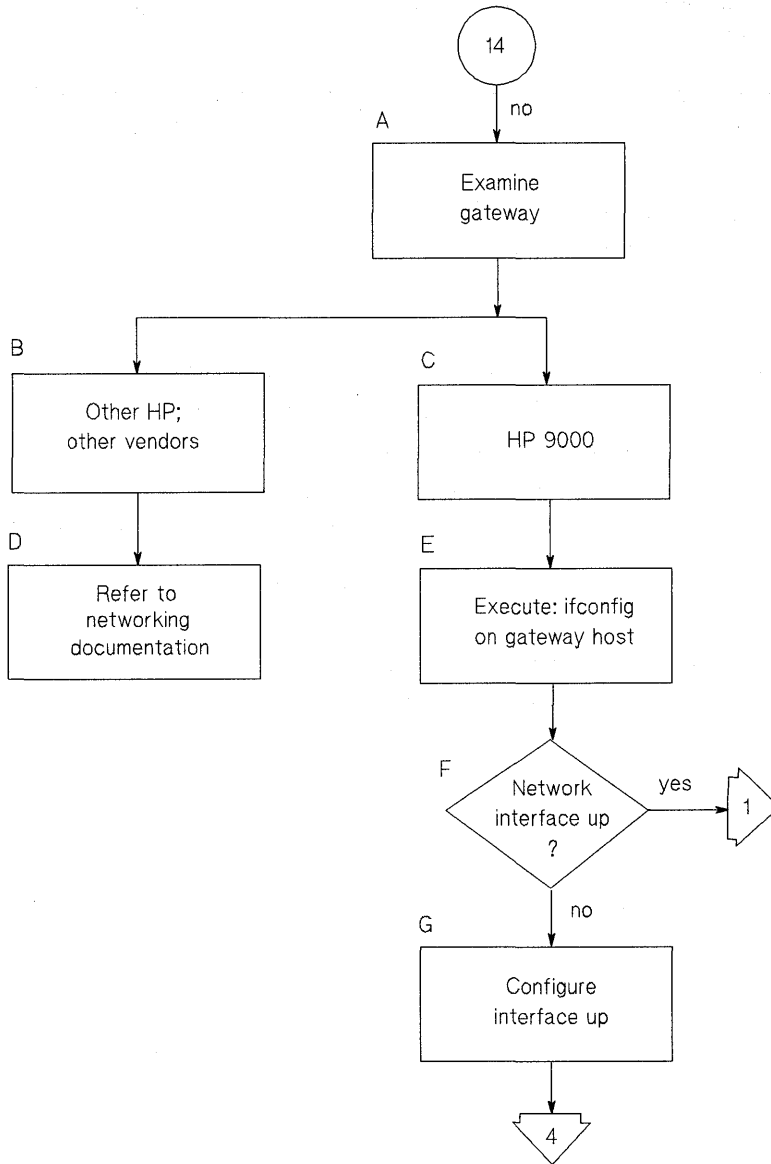 14
no
A
Examine
gateway
B
Other HP;
other vendors
C
HP 9000
D
Refer to
networking
documentation
E
Execute: ifconfig
on gateway host
F
Network
interface up
?
yes
1
no
G
Configure
interface up
4